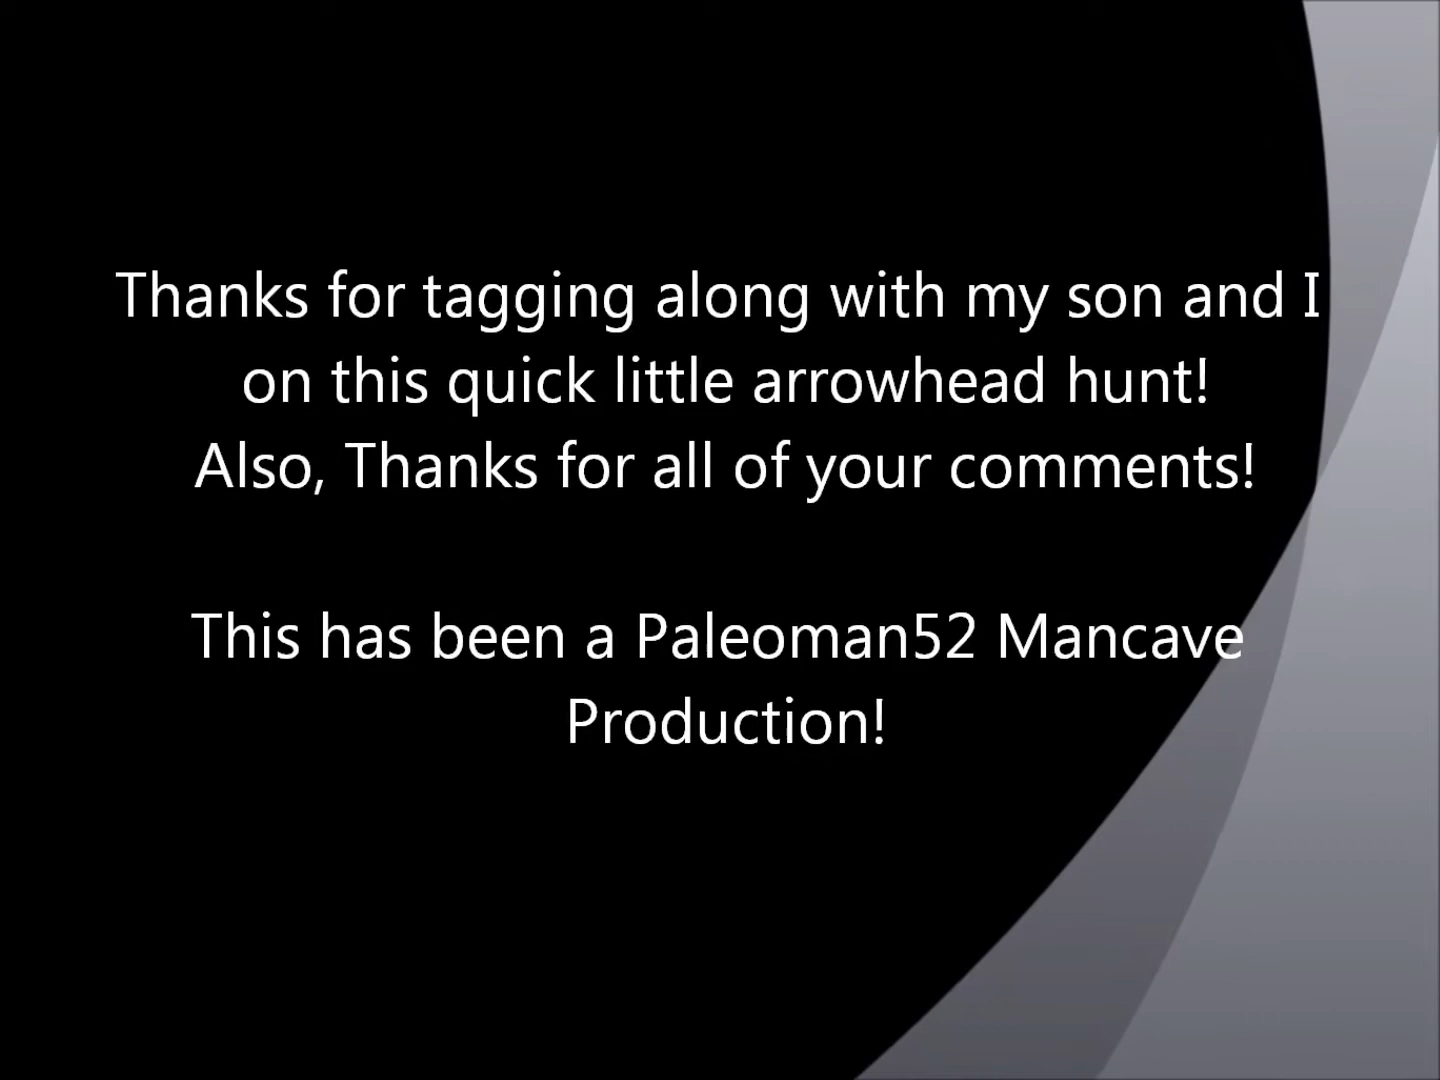 Thanks for tagging along with my son and I
on this quick little arrowhead hunt!
Also, Thanks for all of your comments!
This has been a Paleoman52 Mancave
Production!